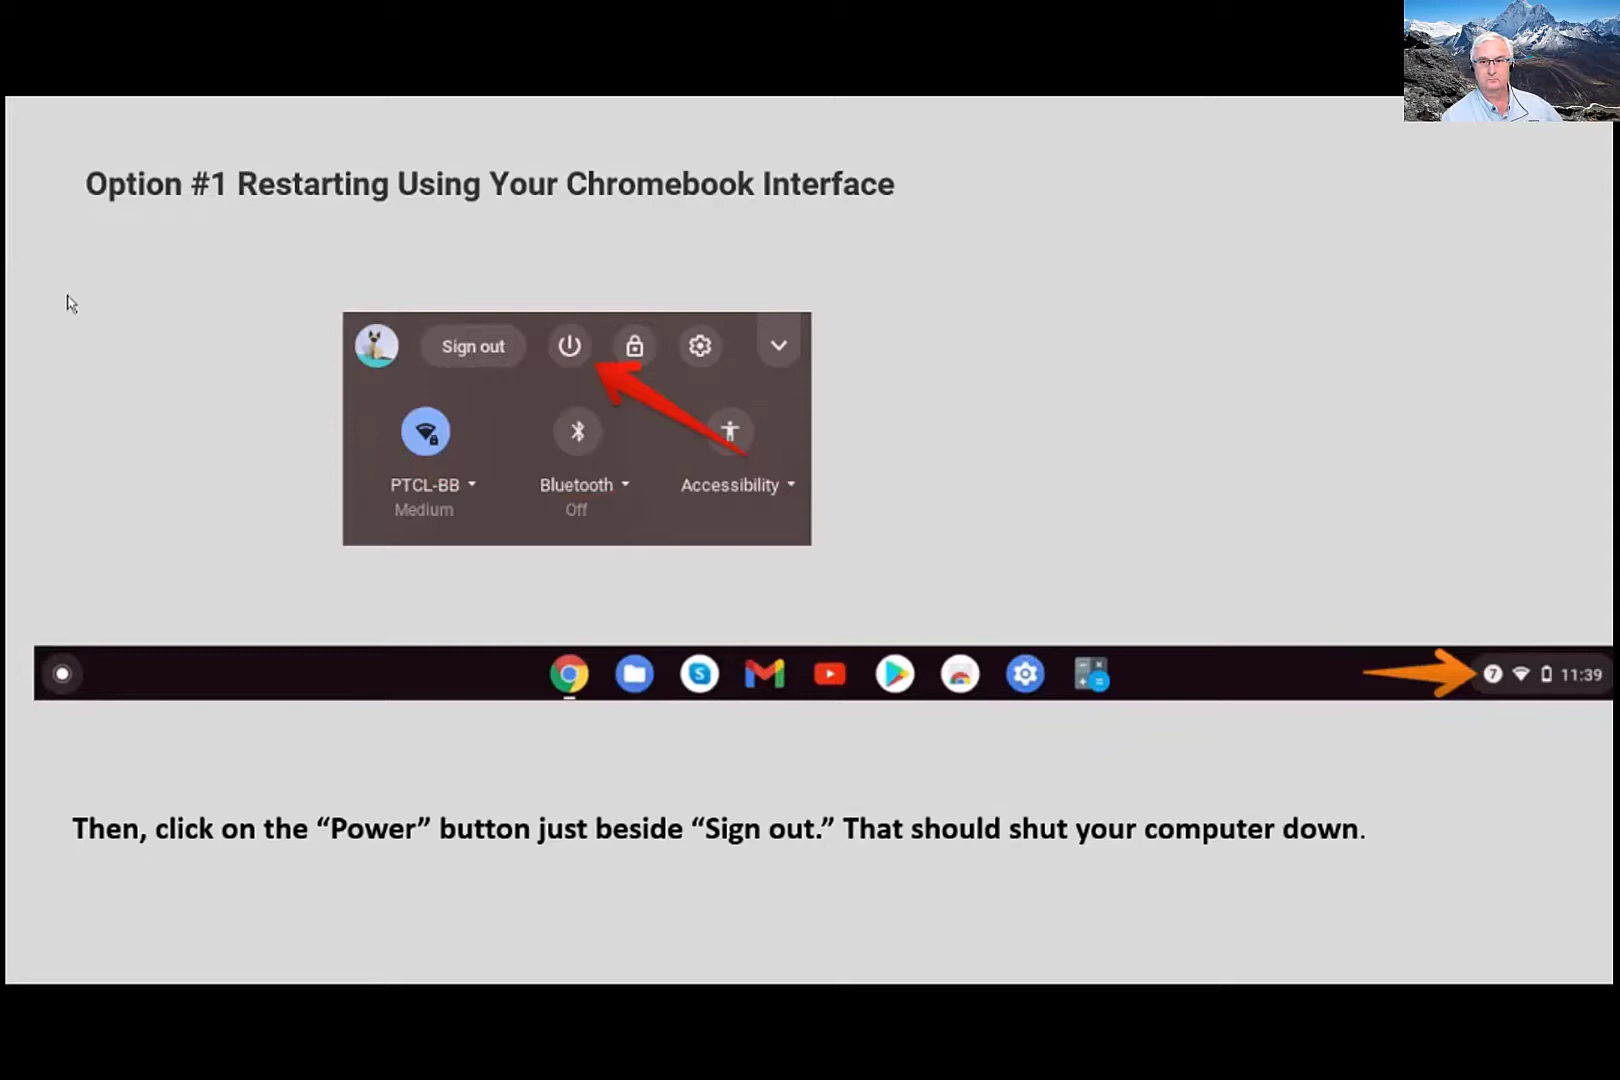 Option #1 Restarting Using Your Chromebook Interface
Sign out
PTCL-BB
Medium
Bluetooth
Off
Accessibility
S
7
11:39
Then, click on the “Power” button just beside “Sign out.” That should shut your computer down.